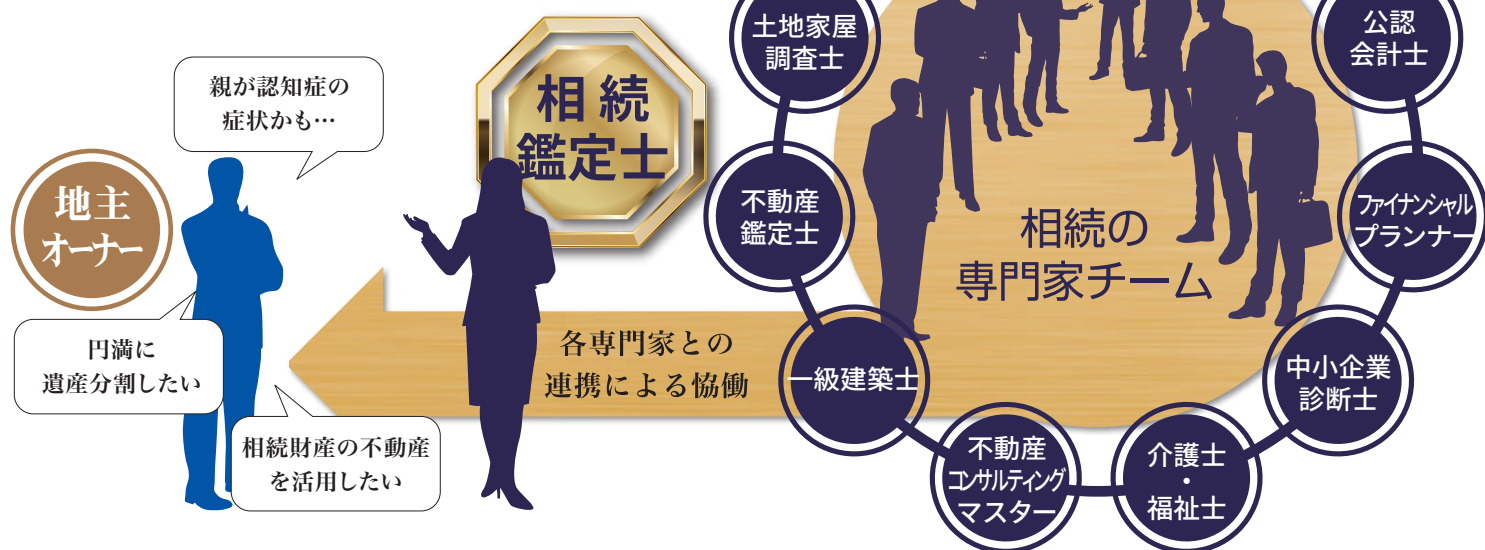 親が認知症の
症状かも…
地主
オーナー
円満に
遺産分割したい
相続財産の不動産
を活用したい
相続
鑑定士
各専門家との
連携による恊働
相続の
専門家チーム
土地家屋
調査士
不動産
鑑定士
一級建築士
不動産
コンサルティング
マスター
介護士
・
福祉士
中小企業
診断士
ファイナンシャル
プランナー
公認
会計士